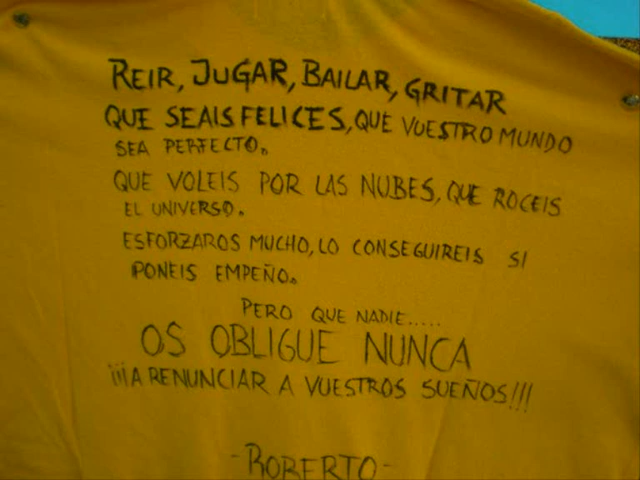 REIR, JUGAR, BAILAR, GRITAR
QUE SEAIS FELICES, QUE VUESTRO MUNDO
SEA PERFECTO.
QUE VOLEIS POR LAS NUBES, QUE ROCEIS
EL UNIVERSO.
ESFORZAROS MUCHO, LO CONSEGUIREIS SI
PONEIS EMPEÑO.
PERO QUE NADIE.....
OS OBLIGUE NUNCA
¡¡¡A RENUNCIAR A VUESTROS SUEÑOS!!!
-ROBERTO-